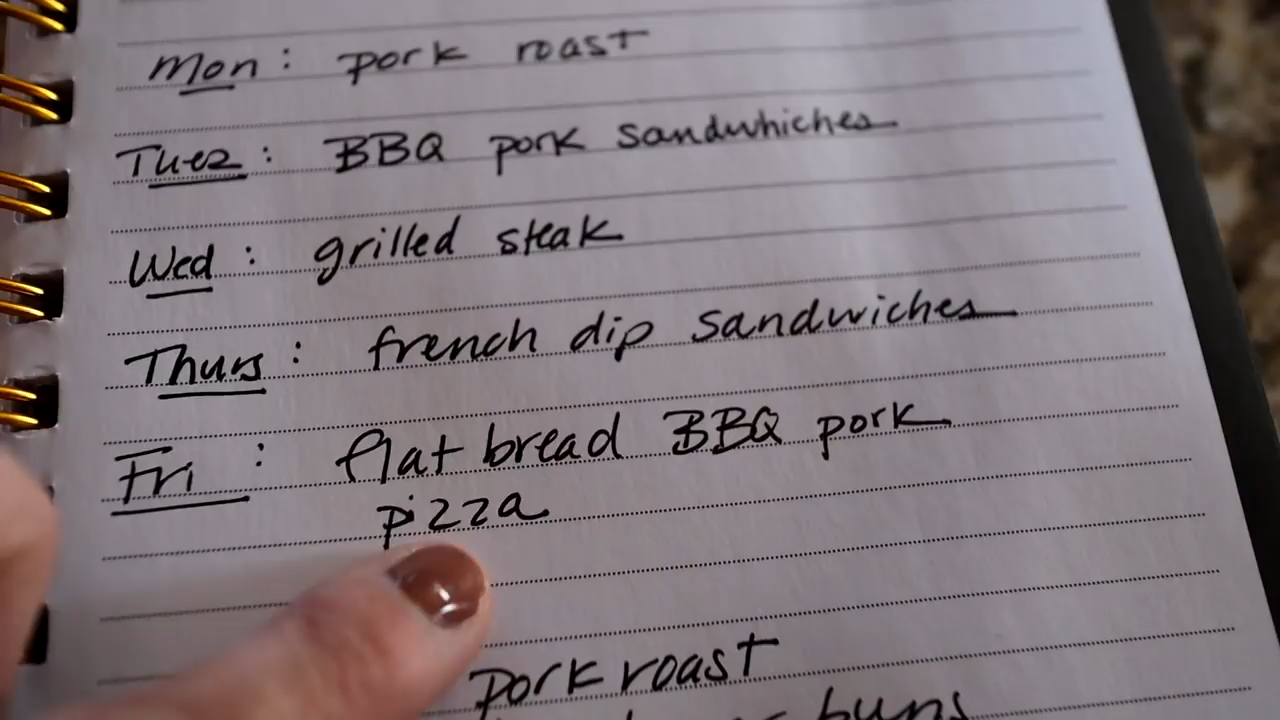 Mon: pork roast
Tues: BBQ pork sandwhiches
Wed: grilled steak
Thurs: french dip sandwiches
Fri: flat bread BBQ pork
pizza
pork roast
buns